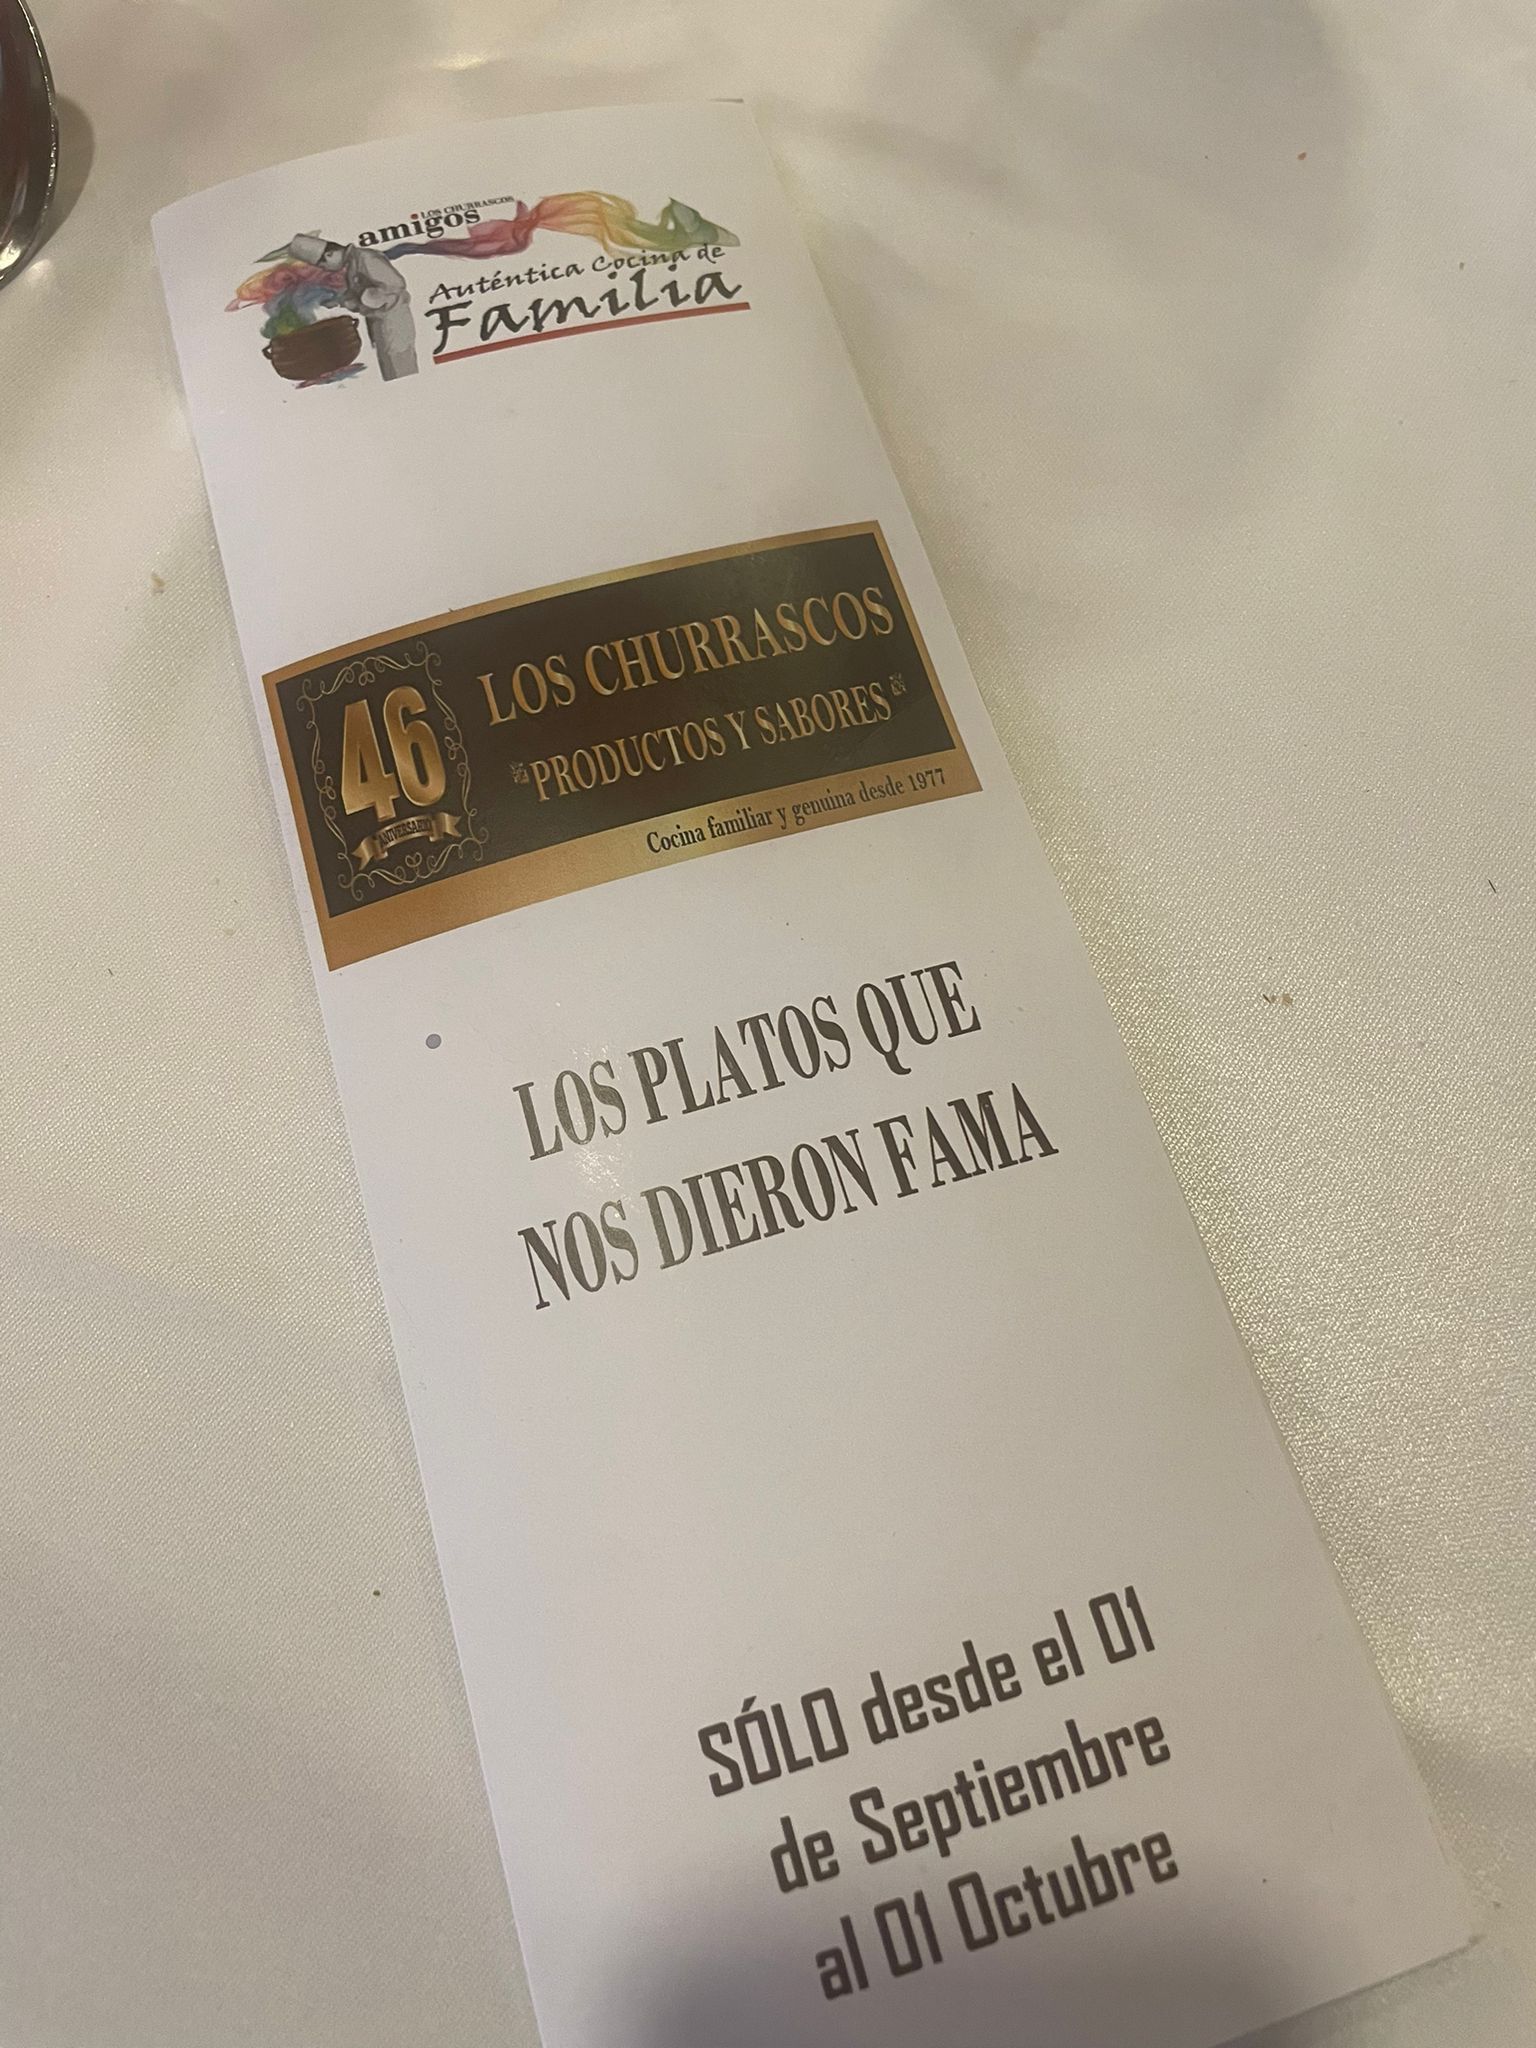 LOS CHURRASCOS
amigos
Auténtica Cocina de
Familia
46
ANIVERSARIO
LOS CHURRASCOS
PRODUCTOS Y SABORES
Cocina familiar y genuina desde 1977
LOS PLATOS QUE
NOS DIERON FAMA
SÓLO desde el 01
de Septiembre
al 01 Octubre